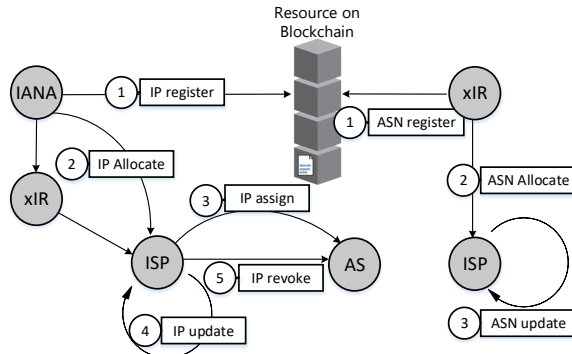 Resource on
Blockchain
IANA
1 IP register
xIR
1 ASN register
2 IP Allocate
2 ASN Allocate
xIR
3 IP assign
ISP
AS
ISP
5 IP revoke
4 IP update
3 ASN update